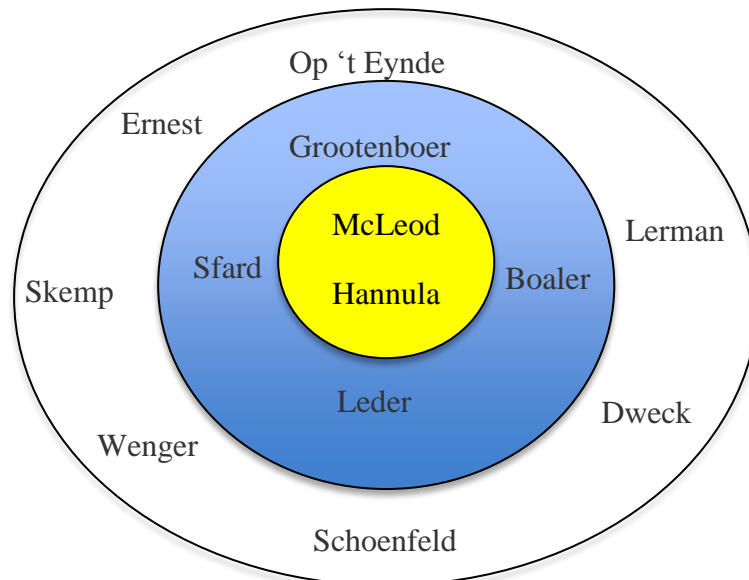 Op ‘t Eynde
Ernest
Grootenboer
McLeod
Lerman
Sfard
Boaler
Skemp
Hannula
Leder
Dweck
Wenger
Schoenfeld